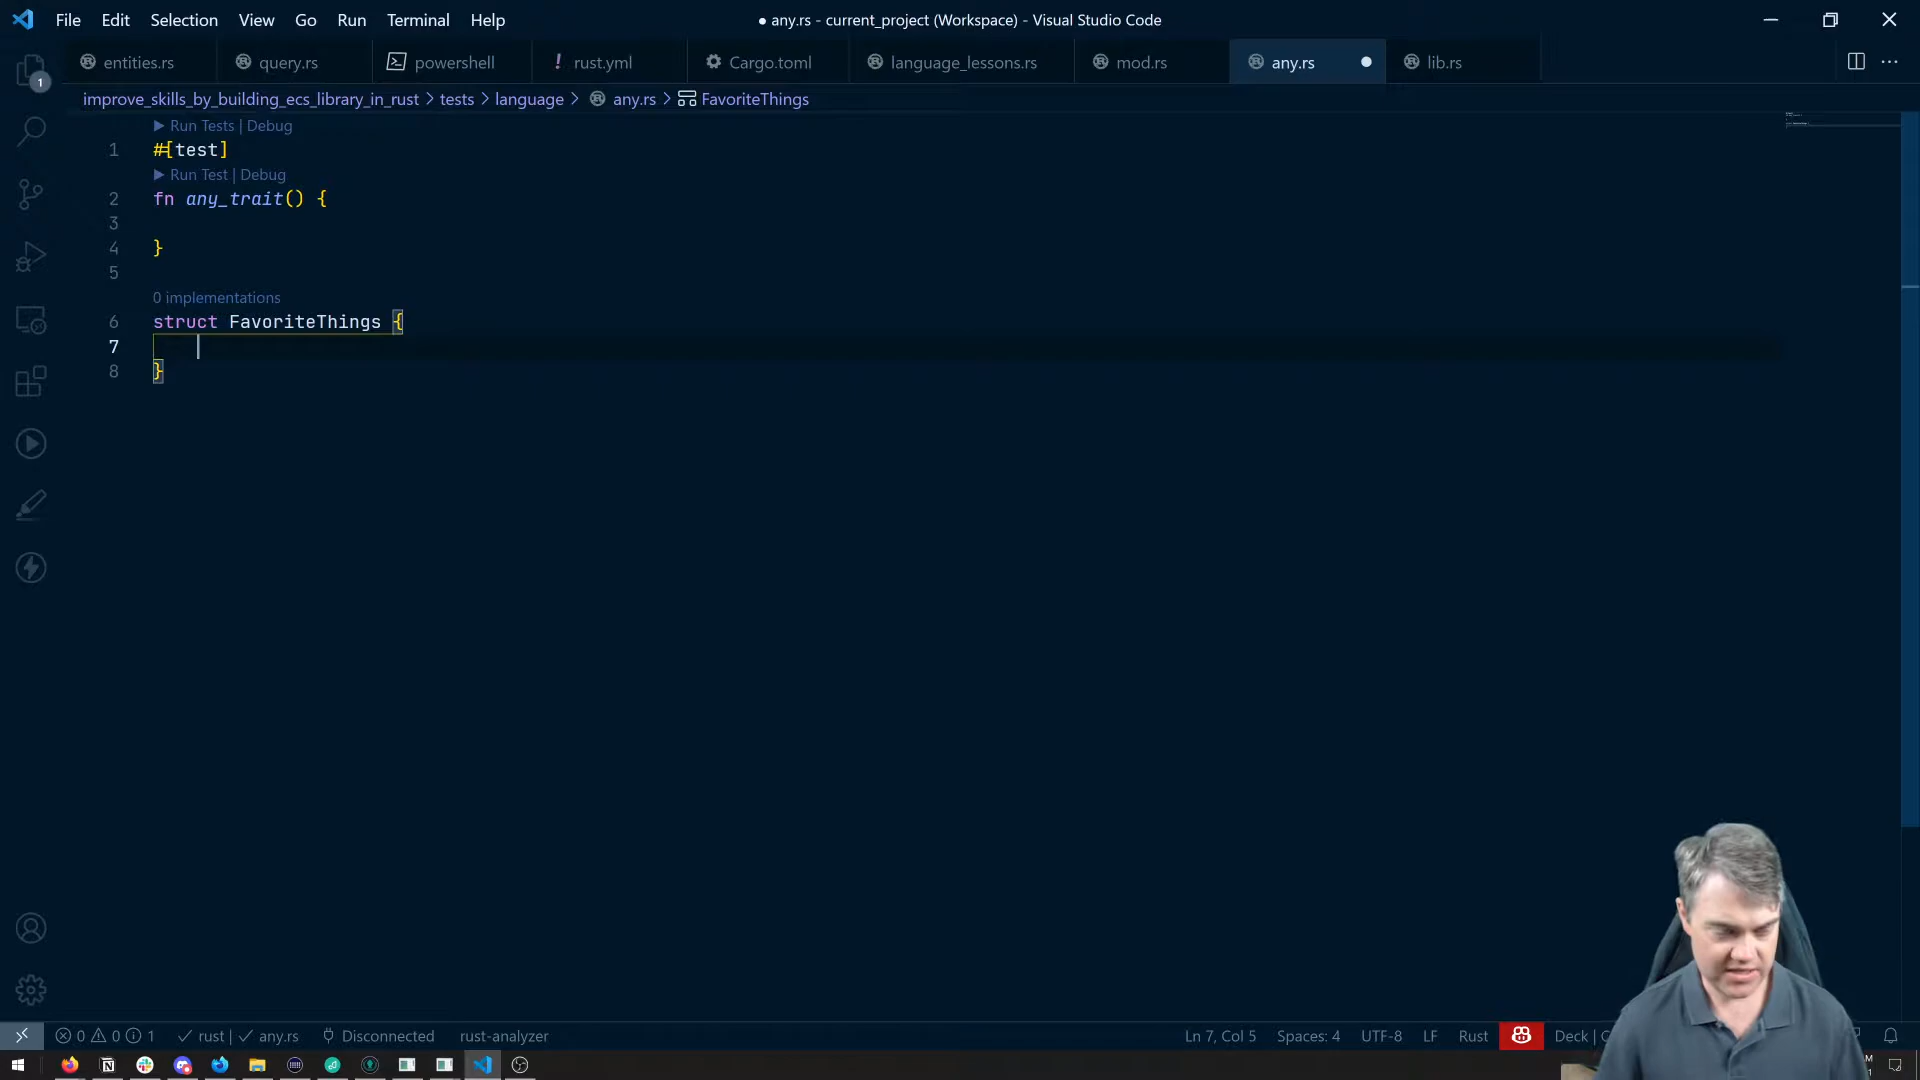 File Edit Selection View Go Run Terminal Help
● any.rs - current_project (Workspace) - Visual Studio Code
entities.rs query.rs powershell ! rust.yml Cargo.toml language_lessons.rs mod.rs any.rs lib.rs
1
improve_skills_by_building_ecs_library_in_rust > tests > language > any.rs > FavoriteThings
Run Tests | Debug
1 #[test]
Run Test | Debug
2 fn any_trait() {
3
4 }
5
0 implementations
6 struct FavoriteThings {
7
8 }
0 0 1 rust | any.rs Disconnected rust-analyzer
Ln 7, Col 5 Spaces: 4 UTF-8 LF Rust Deck |